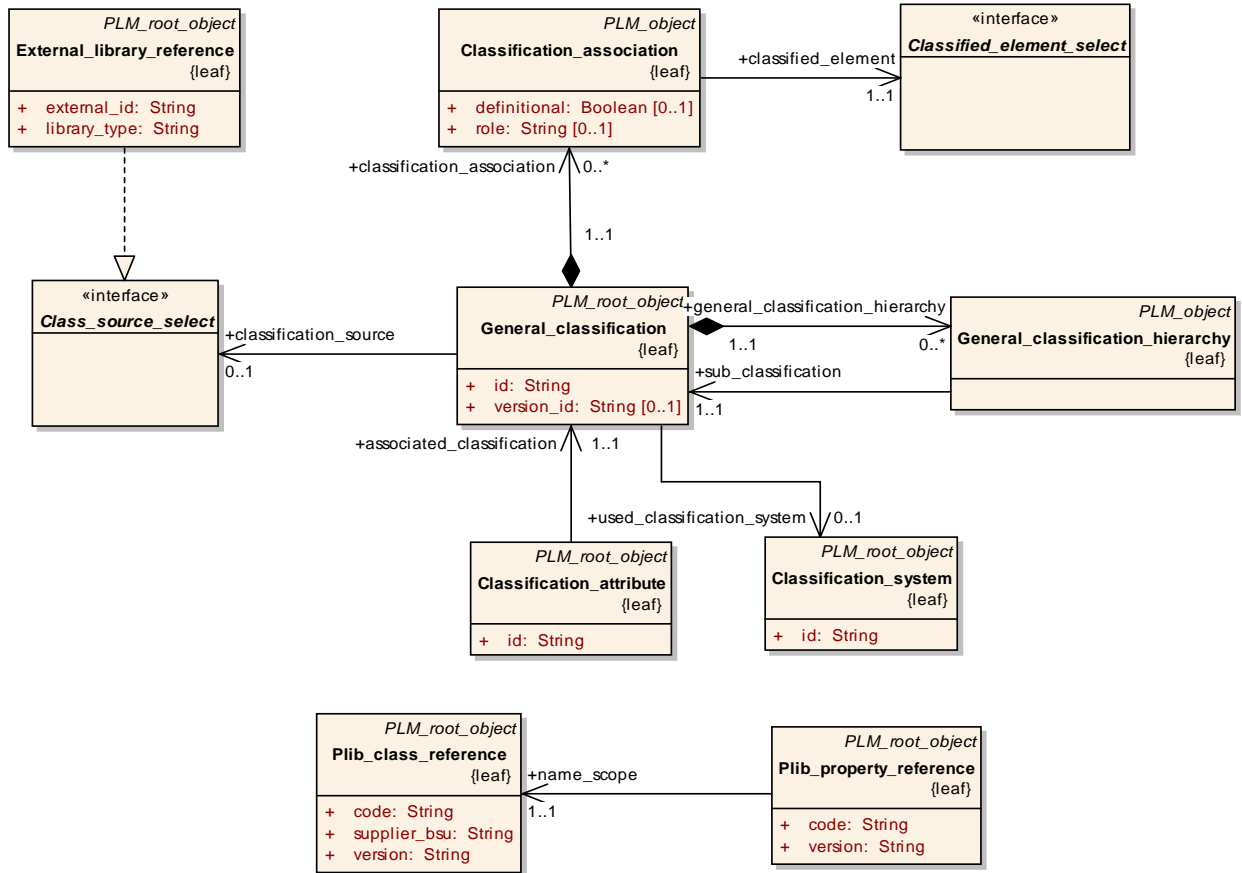 PLM_root_object
External_library_reference
{leaf}
+ external_id: String
+ library_type: String
PLM_object
Classification_association
{leaf}
+ definitional: Boolean [0..1]
+ role: String [0..1]
«interface»
Classified_element_select
+classified_element
1..1
+classification_association
0..*
1..1
«interface»
Class_source_select
+classification_source
0..1
PLM_root_object
General_classification
{leaf}
+ id: String
+ version_id: String [0..1]
+general_classification_hierarchy
1..1
0..*
+sub_classification
1..1
PLM_object
General_classification_hierarchy
{leaf}
+associated_classification
1..1
+used_classification_system
0..1
PLM_root_object
Classification_attribute
{leaf}
+ id: String
PLM_root_object
Classification_system
{leaf}
+ id: String
PLM_root_object
Plib_class_reference
{leaf}
+ code: String
+ supplier_bsu: String
+ version: String
+name_scope
1..1
PLM_root_object
Plib_property_reference
{leaf}
+ code: String
+ version: String